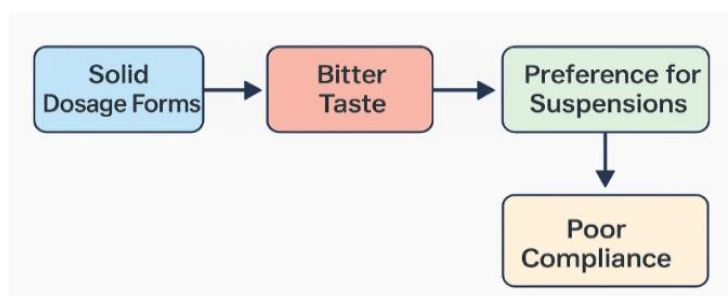 Solid
Dosage Forms
Bitter
Taste
Preference for
Suspensions
Poor
Compliance